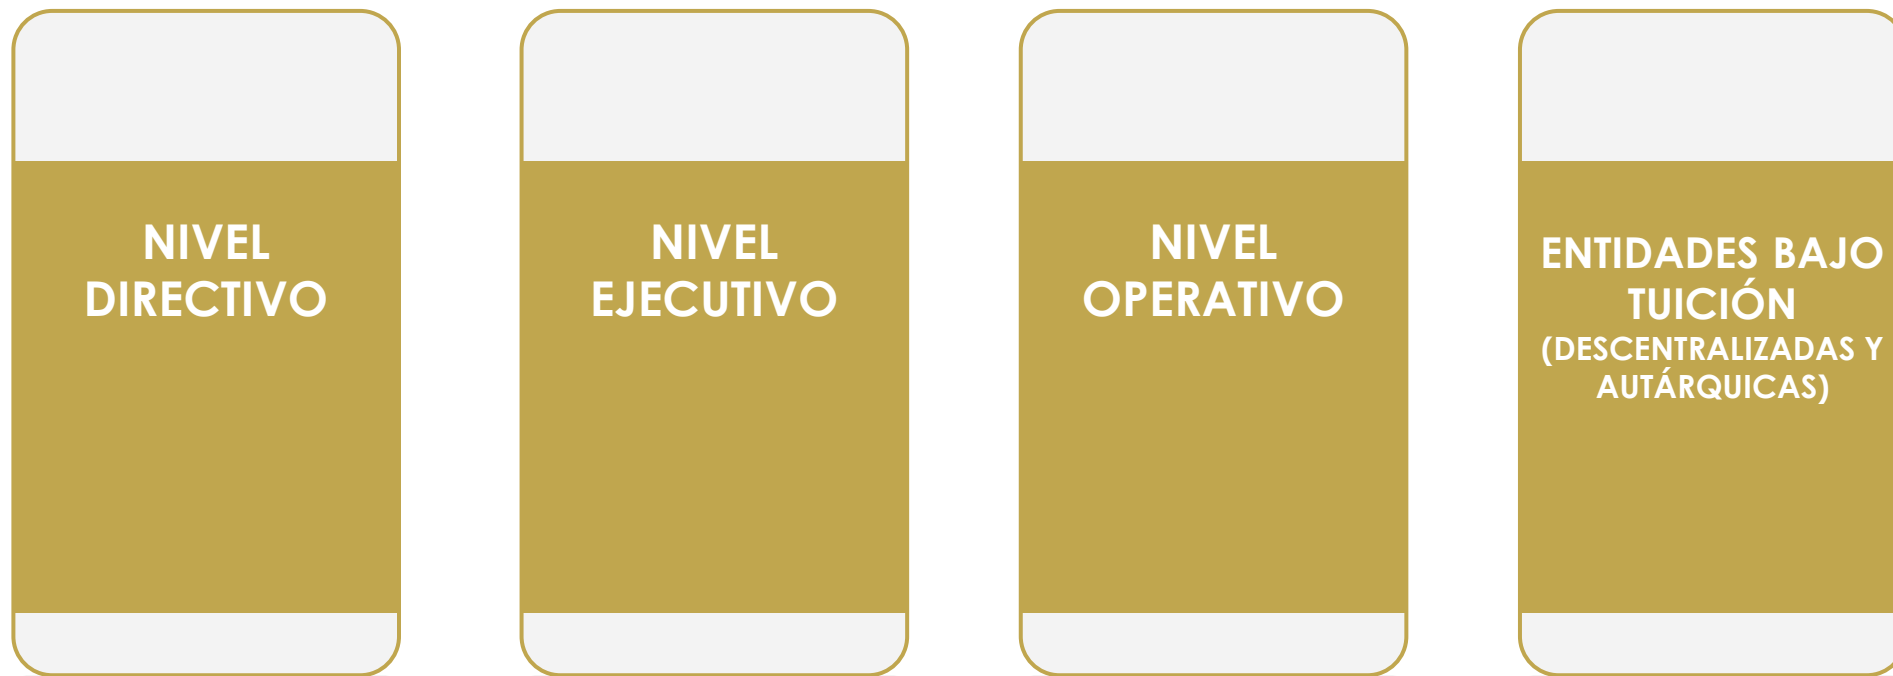 NIVEL
DIRECTIVO
NIVEL
EJECUTIVO
NIVEL
OPERATIVO
ENTIDADES BAJO
TUICIÓN
(DESCENTRALIZADAS Y
AUTÁRQUICAS)